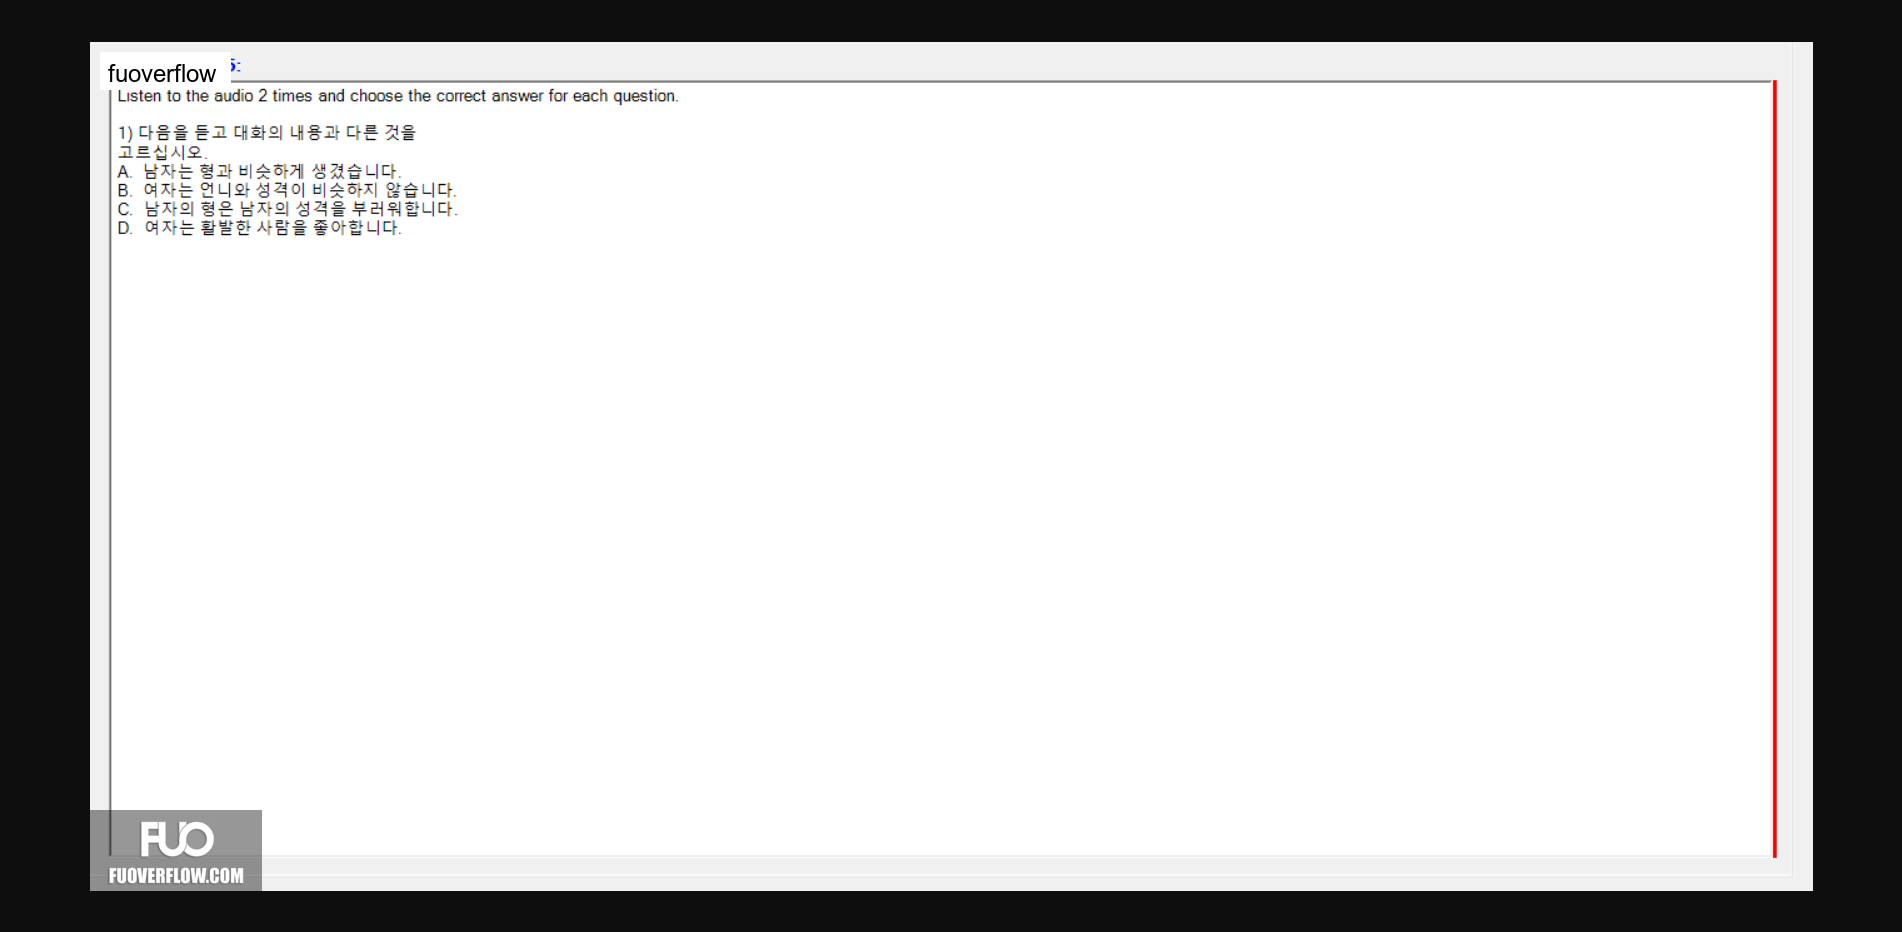 fuoverflow
5:
Listen to the audio 2 times and choose the correct answer for each question.
1) 다음을 듣고 대화의 내용과 다른 것을
고르십시오.
A. 남자는 형과 비슷하게 생겼습니다.
B. 여자는 언니와 성격이 비슷하지 않습니다.
C. 남자의 형은 남자의 성격을 부러워합니다.
D. 여자는 활발한 사람을 좋아합니다.
FUO
FUOVERFLOW.COM